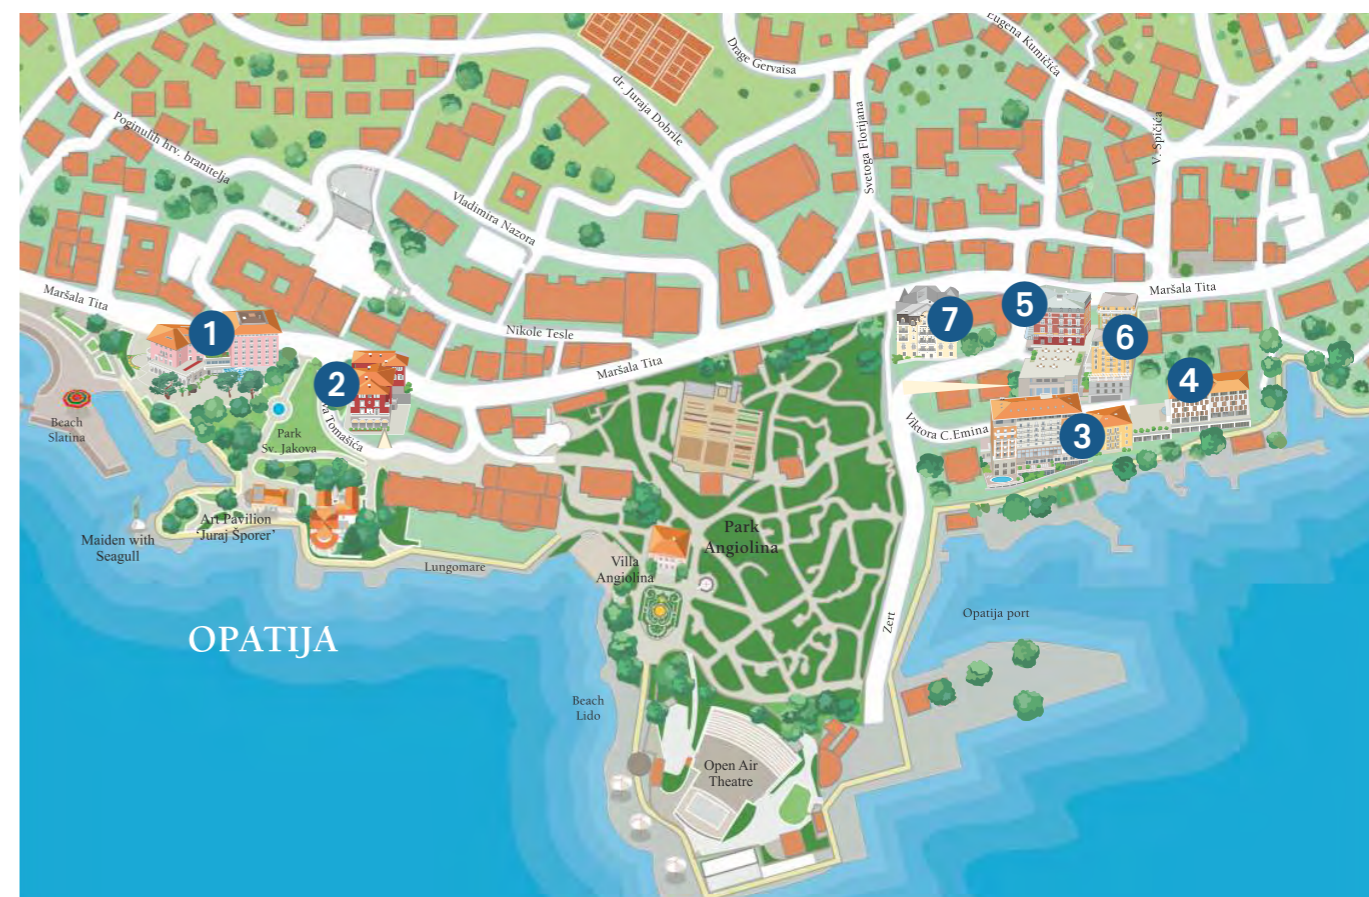 Eugena Kumičića
Drage Gervaisa
dr. Juraja Dobrile
Svetoga Florijana
V. Spičića
Poginulih hrv. branitelja
Vladimira Nazora
Maršala Tita
Maršala Tita
Nikole Tesle
Maršala Tita
1
2
7
5
6
4
3
Beach
Slatina
Park
Sv. Jakova
va Tomašića
Viktora C.Emina
Maiden with
Seagull
Art Pavilion
'Juraj Šporer'
Lungomare
Villa
Angiolina
Park
Angiolina
Zert
Opatija port
OPATIJA
Beach
Lido
Open Air
Theatre